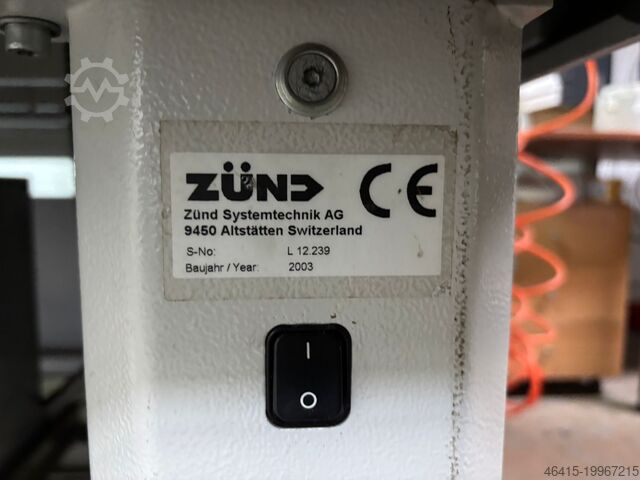 ZÜND
CE
Zünd Systemtechnik AG
9450 Altstätten Switzerland
S-No: L 12.239
Baujahr / Year: 2003
46415-19967215